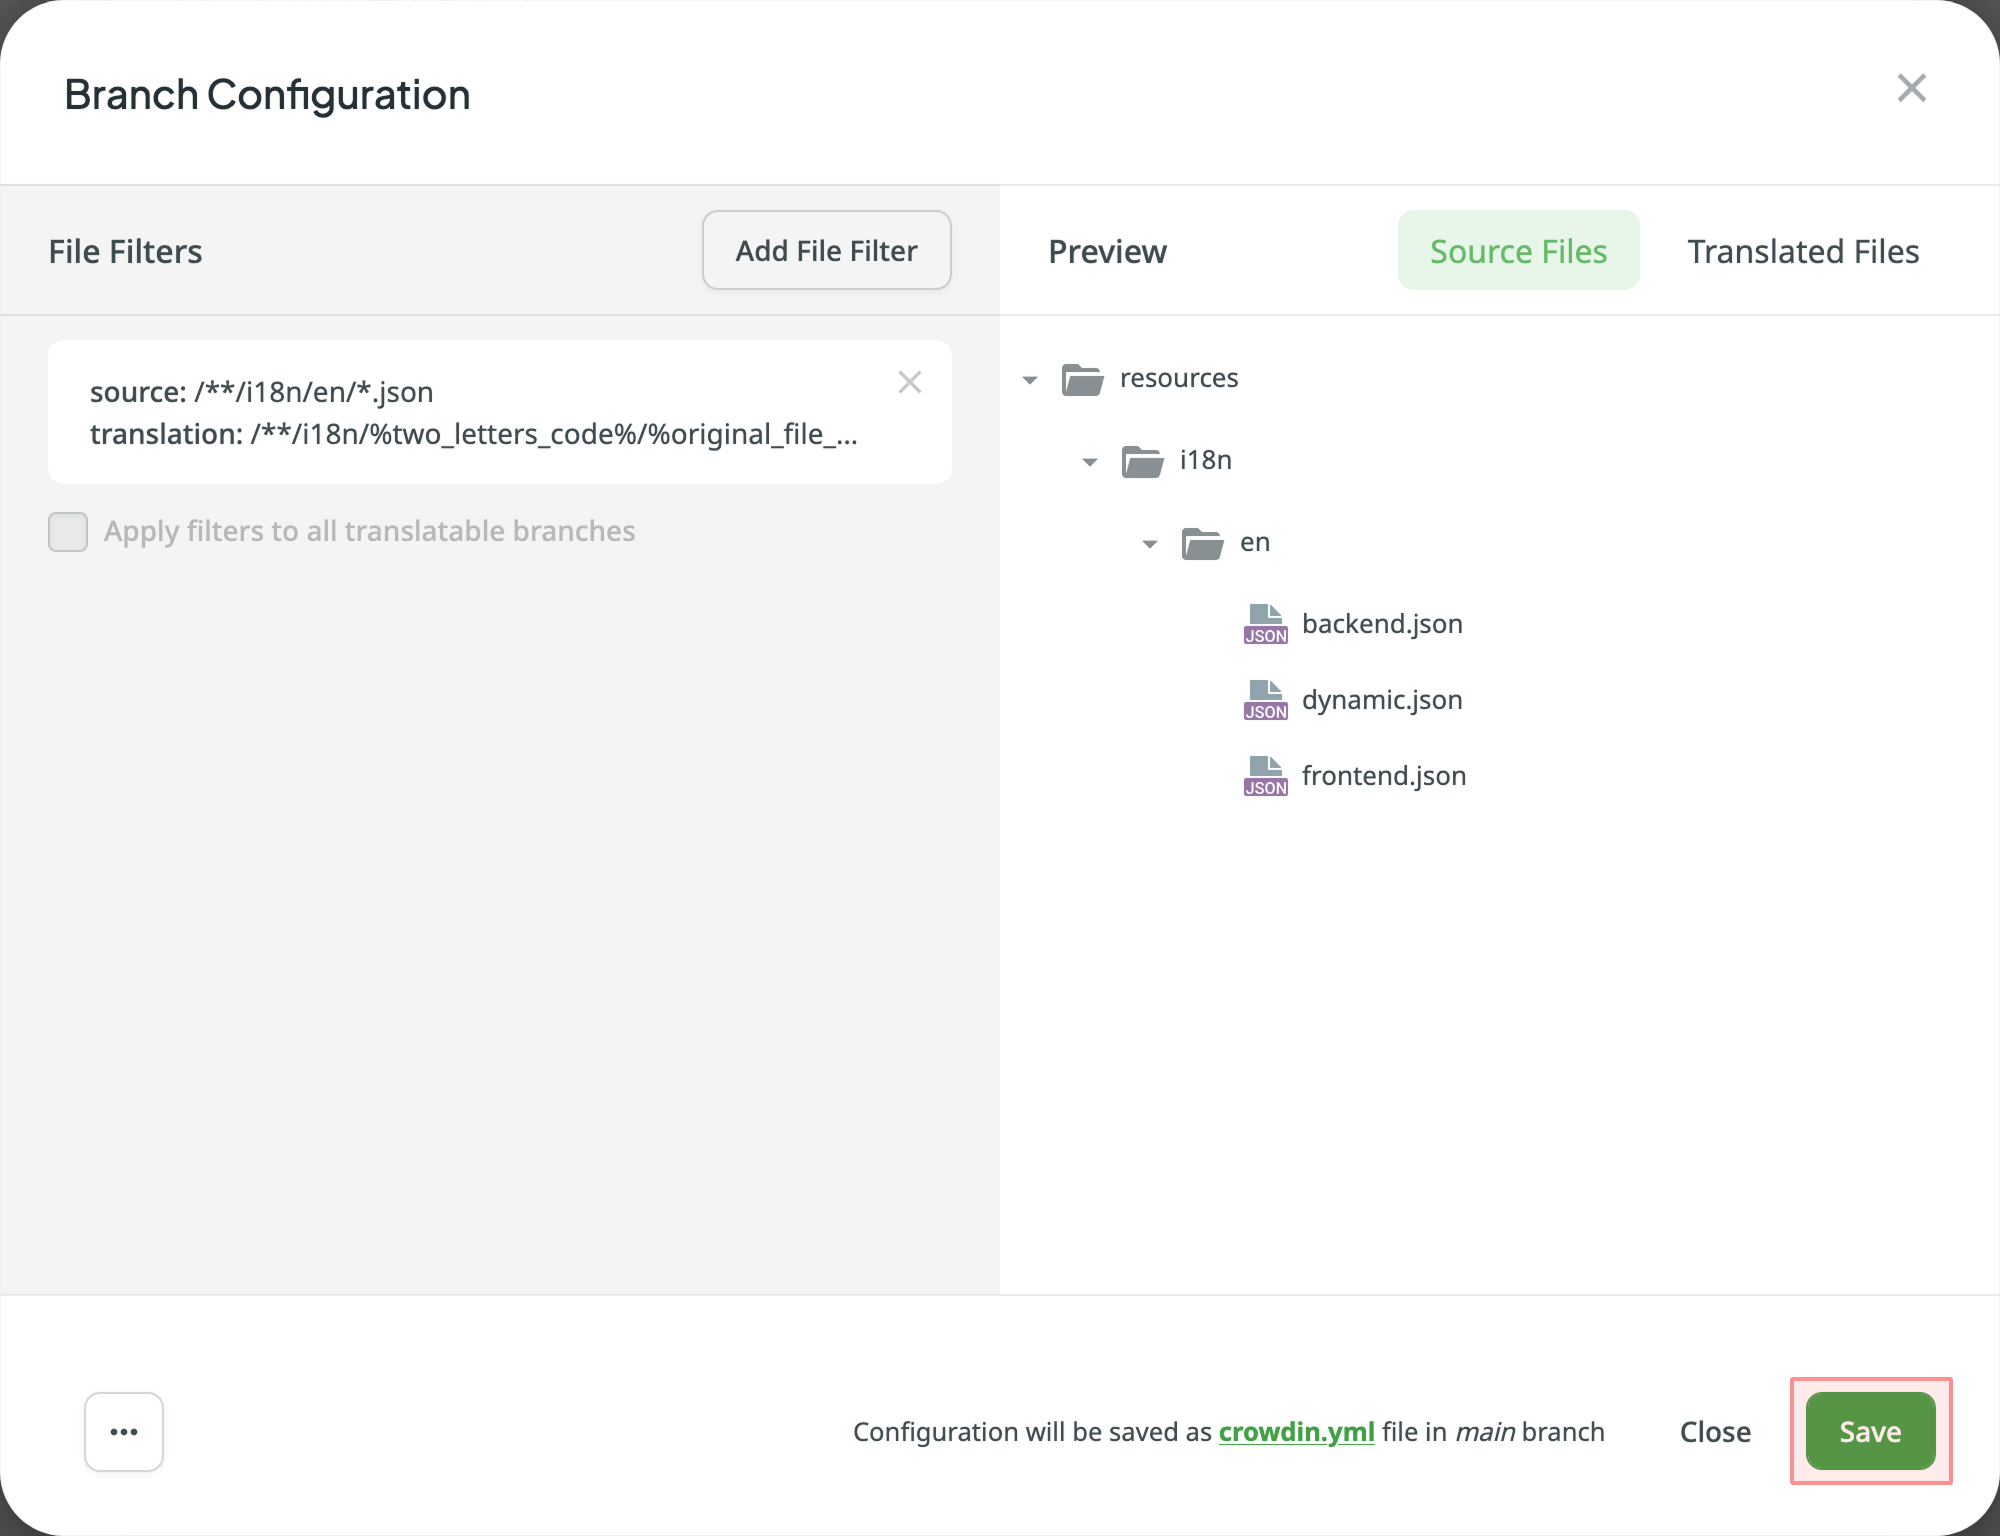 Branch Configuration
File Filters
Add File Filter
Preview
Source Files
Translated Files
source: /**/i18n/en/*.json
translation: /**/i18n/%two_letters_code%/%original_file_...
Apply filters to all translatable branches
resources
i18n
en
JSON backend.json
JSON dynamic.json
JSON frontend.json
Configuration will be saved as crowdin.yml file in main branch
Close
Save